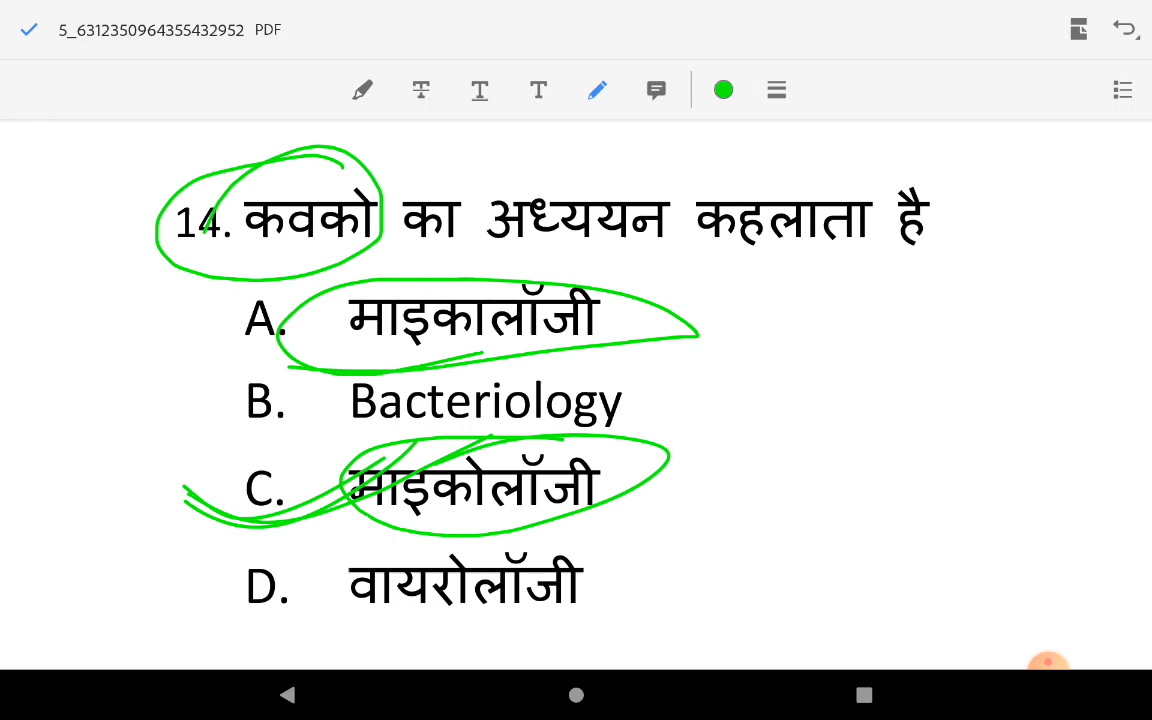 5_6312350964355432952 PDF
14. कवको का अध्ययन कहलाता है
A. माइकालॉजी
B. Bacteriology
C. माइकोलॉजी
D. वायरोलॉजी